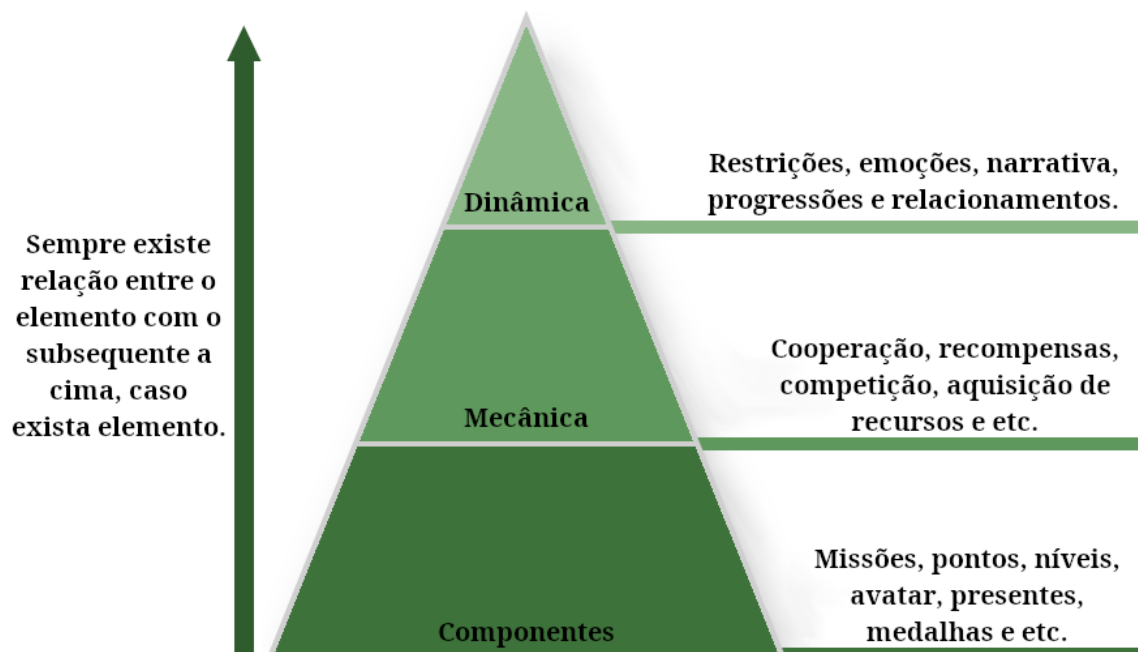 Restrições, emoções, narrativa,
progressões e relacionamentos.
Dinâmica
Sempre existe
relação entre o
elemento com o
subsequente a
cima, caso
exista elemento.
Cooperação, recompensas,
competição, aquisição de
recursos e etc.
Mecânica
Missões, pontos, níveis,
avatar, presentes,
medalhas e etc.
Componentes